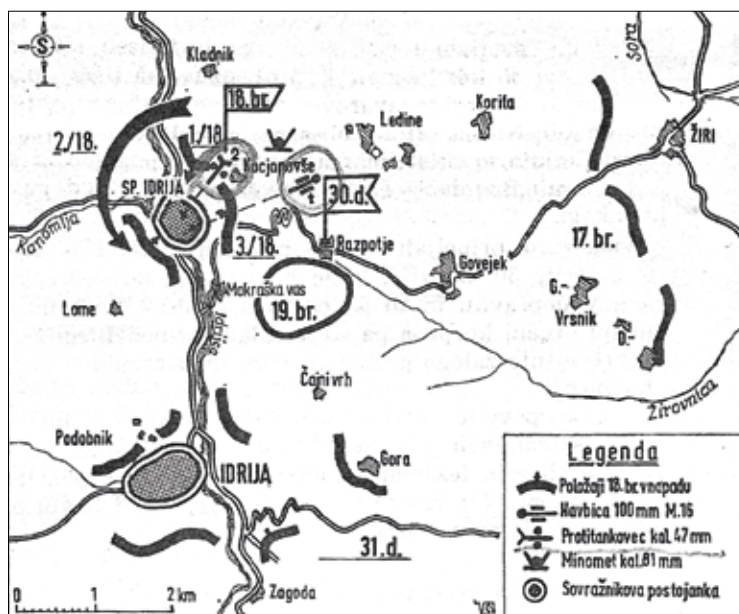 S
Kladnik
18. br.
Sora
2/18.
1/18
2
Ledine
Korita
ŽIRI
SP. IDRIJA
Kacjanovše
Kanomlja
30. d.
3/18.
Razpotje
Govejek
17. br.
Mokraška vas
19. br.
G.
Vrsnik
D.
Lome
Čajni vrh
Žirovnica
Podobnik
IDRIJA
Gora
31. d.
Zagoda
0 1 2 km
Legenda
Položaji 18. br. v napadu
Havbica 100 mm M.16
Protitankovec kal. 47 mm
Minomet kal. 81 mm
Sovražnikova postojanka